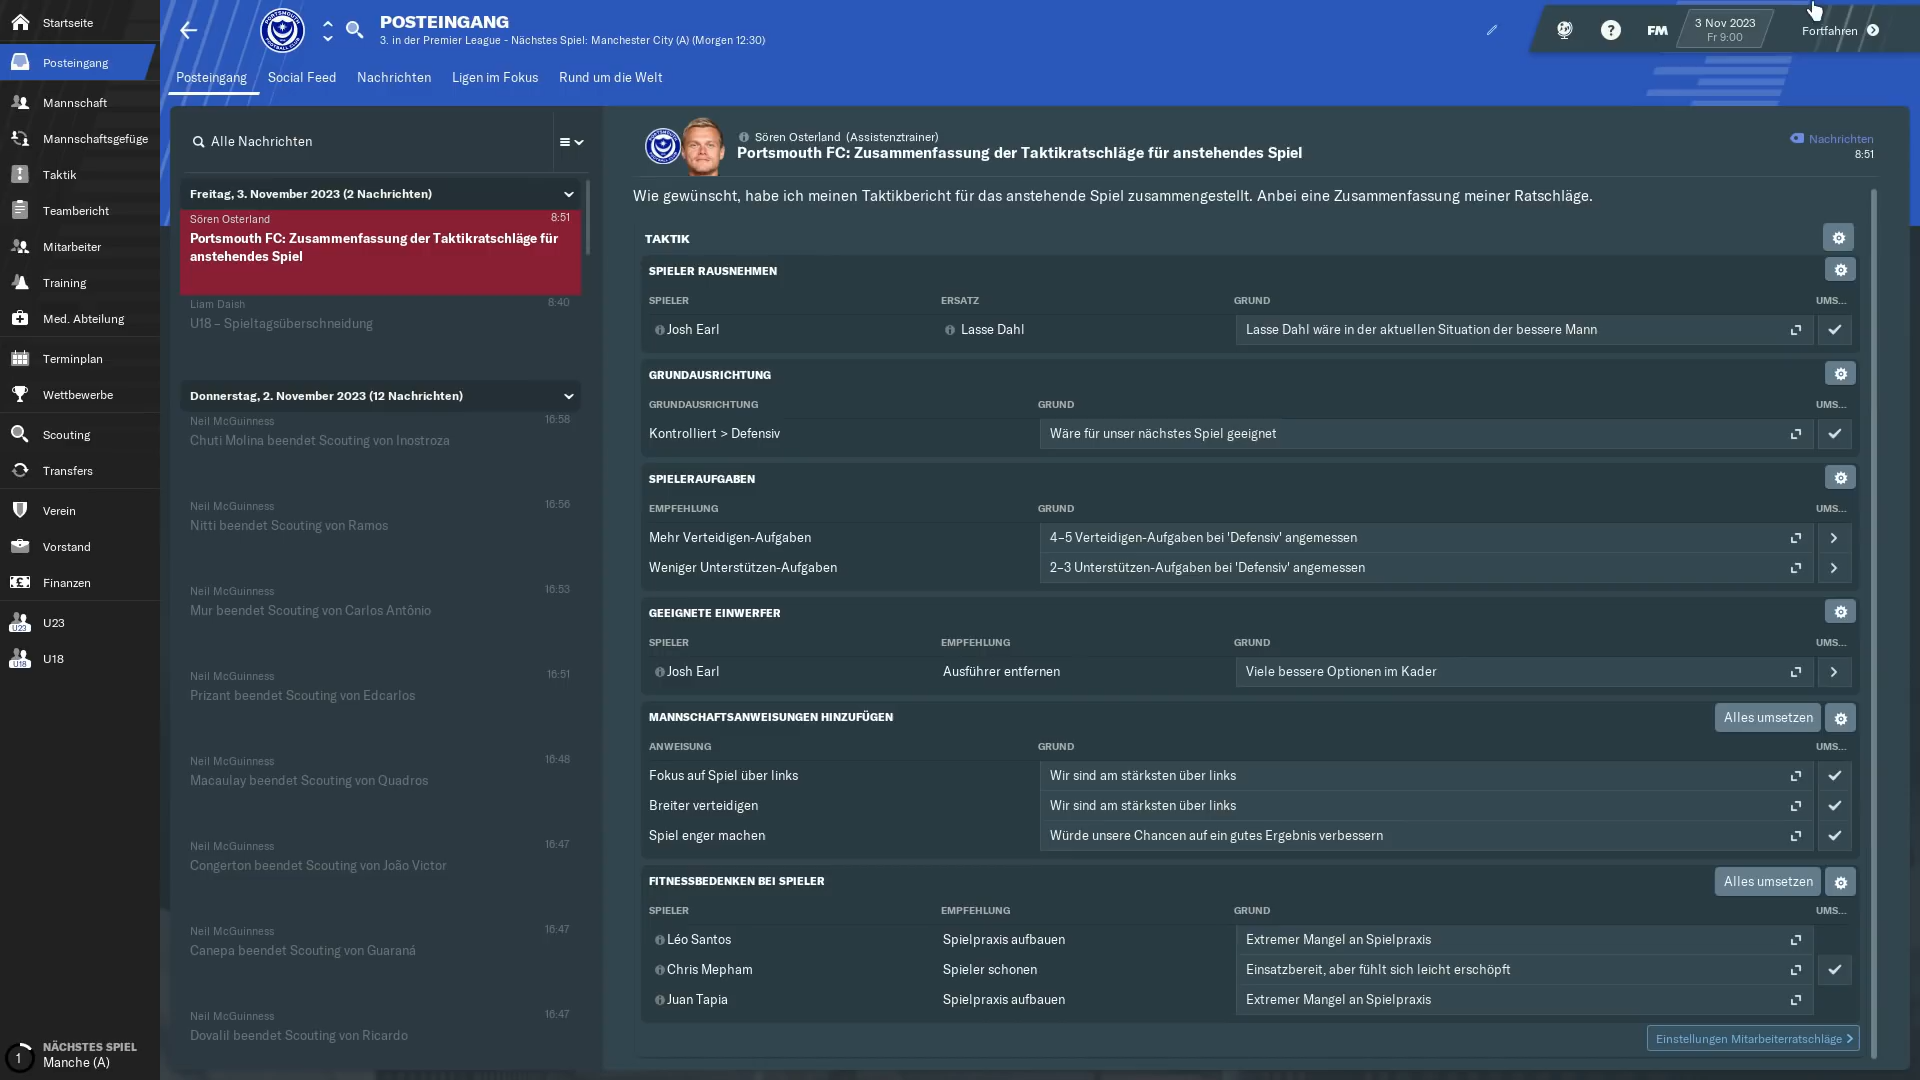 Startseite
Posteingang
Mannschaft
Mannschaftsgefüge
Taktik
Teambericht
Mitarbeiter
Training
Med. Abteilung
Terminplan
Wettbewerbe
Scouting
Transfers
Verein
Vorstand
Finanzen
U23
U23
U18
U18
1
NÄCHSTES SPIEL
Manche (A)
POSTEINGANG
3. in der Premier League - Nächstes Spiel: Manchester City (A) (Morgen 12:30)
?
FM
3 Nov 2023
Fr 9:00
Fortfahren
Posteingang Social Feed Nachrichten Ligen im Fokus Rund um die Welt
Alle Nachrichten
Freitag, 3. November 2023 (2 Nachrichten)
Sören Osterland 8:51
Portsmouth FC: Zusammenfassung der Taktikratschläge für
anstehendes Spiel
Liam Daish 8:40
U18 – Spieltagsüberschneidung
Donnerstag, 2. November 2023 (12 Nachrichten)
Neil McGuinness 16:58
Chuti Molina beendet Scouting von Inostroza
Neil McGuinness 16:56
Nitti beendet Scouting von Ramos
Neil McGuinness 16:53
Mur beendet Scouting von Carlos Antônio
Neil McGuinness 16:51
Prizant beendet Scouting von Edcarlos
Neil McGuinness 16:48
Macaulay beendet Scouting von Quadros
Neil McGuinness 16:47
Congerton beendet Scouting von João Victor
Neil McGuinness 16:47
Canepa beendet Scouting von Guaraná
Neil McGuinness 16:47
Dovalil beendet Scouting von Ricardo
Sören Osterland (Assistenztrainer)
Portsmouth FC: Zusammenfassung der Taktikratschläge für anstehendes Spiel
Nachrichten
8:51
Wie gewünscht, habe ich meinen Taktikbericht für das anstehende Spiel zusammengestellt. Anbei eine Zusammenfassung meiner Ratschläge.
TAKTIK
SPIELER RAUSNEHMEN
SPIELER ERSATZ GRUND UMS...
Josh Earl Lasse Dahl Lasse Dahl wäre in der aktuellen Situation der bessere Mann
GRUNDAUSRICHTUNG
GRUNDAUSRICHTUNG GRUND UMS...
Kontrolliert > Defensiv Wäre für unser nächstes Spiel geeignet
SPIELERAUFGABEN
EMPFEHLUNG GRUND UMS...
Mehr Verteidigen-Aufgaben 4–5 Verteidigen-Aufgaben bei 'Defensiv' angemessen
Weniger Unterstützen-Aufgaben 2–3 Unterstützen-Aufgaben bei 'Defensiv' angemessen
GEEIGNETE EINWERFER
SPIELER EMPFEHLUNG GRUND UMS...
Josh Earl Ausführer entfernen Viele bessere Optionen im Kader
MANNSCHAFTSANWEISUNGEN HINZUFÜGEN Alles umsetzen
ANWEISUNG GRUND UMS...
Fokus auf Spiel über links Wir sind am stärksten über links
Breiter verteidigen Wir sind am stärksten über links
Spiel enger machen Würde unsere Chancen auf ein gutes Ergebnis verbessern
FITNESSBEDENKEN BEI SPIELER Alles umsetzen
SPIELER EMPFEHLUNG GRUND UMS...
Léo Santos Spielpraxis aufbauen Extremer Mangel an Spielpraxis
Chris Mepham Spieler schonen Einsatzbereit, aber fühlt sich leicht erschöpft
Juan Tapia Spielpraxis aufbauen Extremer Mangel an Spielpraxis
Einstellungen Mitarbeiterratschläge